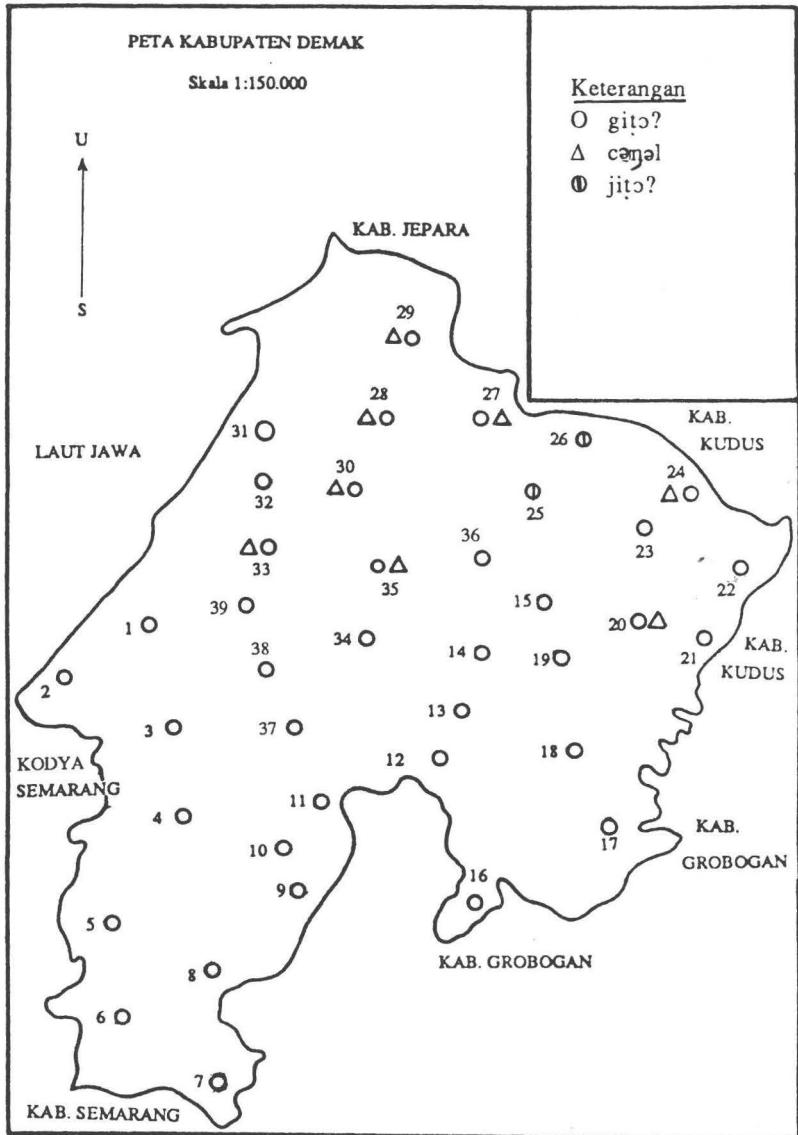 PETA KABUPATEN DEMAK
Skala 1:150.000
Keterangan
giṭɔ?
cəŋəl
jiṭɔ?
U
S
KAB. JEPARA
29
28
27
31
26
KAB.
KUDUS
LAUT JAWA
30
24
32
25
23
36
33
35
22
39
15
1
20
34
14
19
21
KAB.
KUDUS
38
2
13
3
37
18
12
KODYA
SEMARANG
11
4
17
KAB.
GROBOGAN
10
9
16
5
KAB. GROBOGAN
8
6
7
KAB. SEMARANG